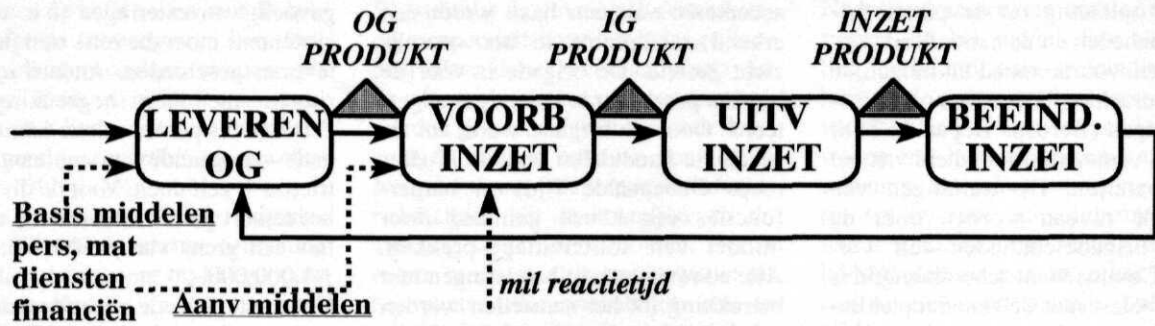 OG
PRODUKT
IG
PRODUKT
INZET
PRODUKT
LEVEREN
OG
VOORB
INZET
UITV
INZET
BEEIND.
INZET
Basis middelen
pers, mat
diensten
financiën
Aanv middelen
mil reactietijd